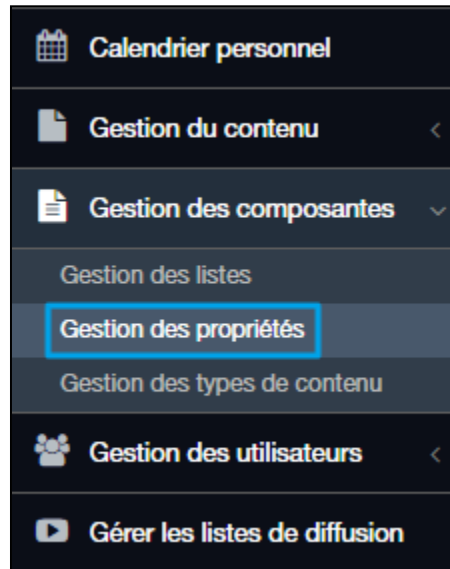 Calendrier personnel
Gestion du contenu
Gestion des composantes
Gestion des listes
Gestion des propriétés
Gestion des types de contenu
Gestion des utilisateurs
Gérer les listes de diffusion